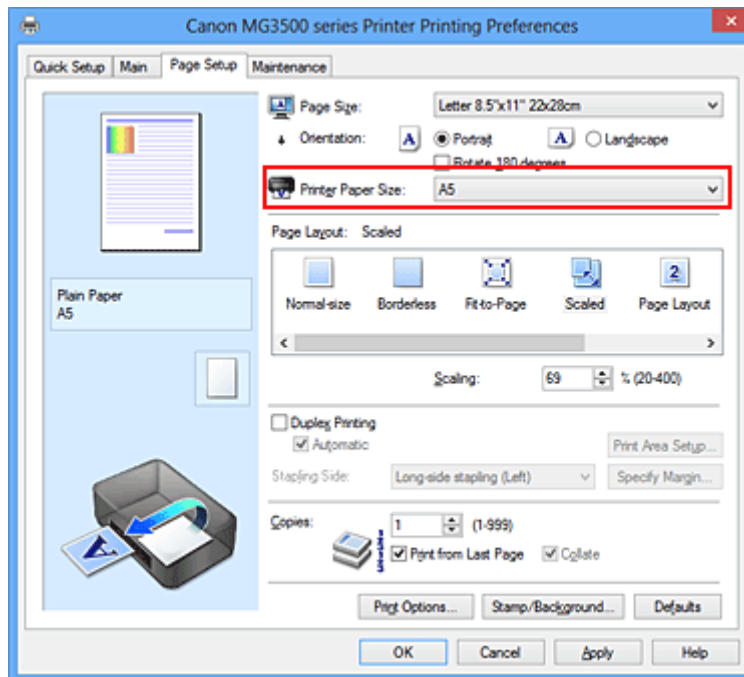 Canon MG3500 series Printer Printing Preferences
Quick Setup Main Page Setup Maintenance
Page Size: Letter 8.5"x11" 22x28cm
Orientation: A Portrait A Landscape
Rotate 180 degrees
Printer Paper Size: A5
Page Layout: Scaled
Plain Paper
A5
2
Normal-size Borderless Fit-to-Page Scaled Page Layout
Scaling: 69 % (20-400)
Duplex Printing
Automatic Print Area Setup...
Stapling Side: Long-side stapling (Left) Specify Margin...
Copies: 1 (1-999)
Print from Last Page Collate
A
Print Options... Stamp/Background... Defaults
OK Cancel Apply Help